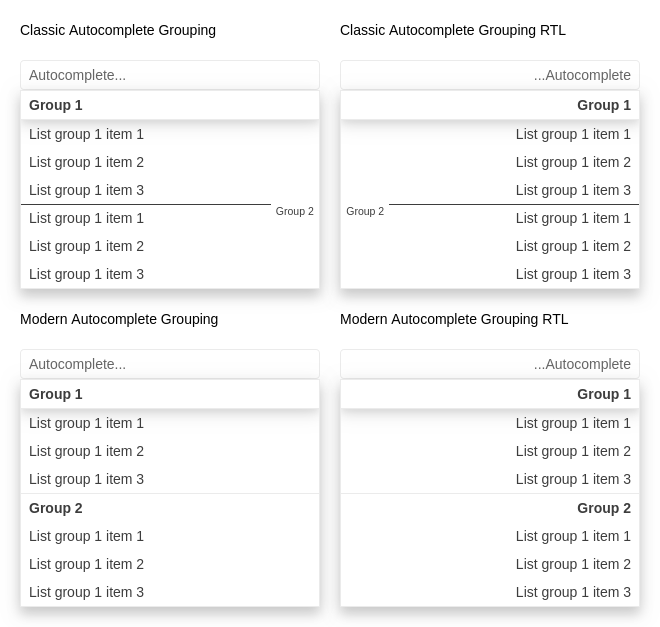 Classic Autocomplete Grouping
Autocomplete...
Group 1
List group 1 item 1
List group 1 item 2
List group 1 item 3
Group 2
List group 1 item 1
List group 1 item 2
List group 1 item 3
Classic Autocomplete Grouping RTL
...Autocomplete
Group 1
List group 1 item 1
List group 1 item 2
List group 1 item 3
Group 2
List group 1 item 1
List group 1 item 2
List group 1 item 3
Modern Autocomplete Grouping
Autocomplete...
Group 1
List group 1 item 1
List group 1 item 2
List group 1 item 3
Group 2
List group 1 item 1
List group 1 item 2
List group 1 item 3
Modern Autocomplete Grouping RTL
...Autocomplete
Group 1
List group 1 item 1
List group 1 item 2
List group 1 item 3
Group 2
List group 1 item 1
List group 1 item 2
List group 1 item 3